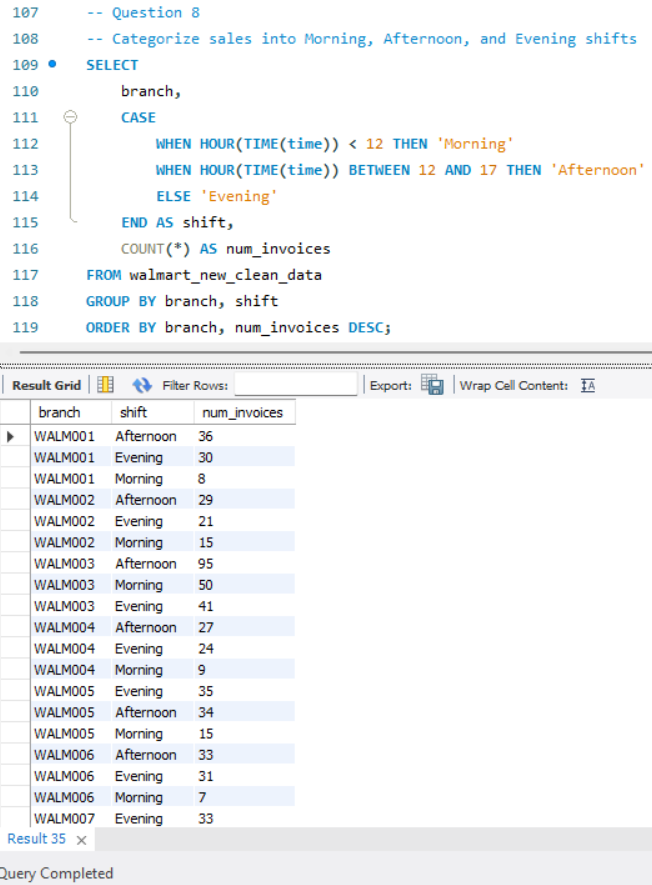 107 -- Question 8
108 -- Categorize sales into Morning, Afternoon, and Evening shifts
109 SELECT
110 branch,
111 CASE
112 WHEN HOUR(TIME(time)) < 12 THEN 'Morning'
113 WHEN HOUR(TIME(time)) BETWEEN 12 AND 17 THEN 'Afternoon'
114 ELSE 'Evening'
115 END AS shift,
116 COUNT(*) AS num_invoices
117 FROM walmart_new_clean_data
118 GROUP BY branch, shift
119 ORDER BY branch, num_invoices DESC;
Result Grid Filter Rows: Export: Wrap Cell Content:
branch shift num_invoices
WALM001 Afternoon 36
WALM001 Evening 30
WALM001 Morning 8
WALM002 Afternoon 29
WALM002 Evening 21
WALM002 Morning 15
WALM003 Afternoon 95
WALM003 Morning 50
WALM003 Evening 41
WALM004 Afternoon 27
WALM004 Evening 24
WALM004 Morning 9
WALM005 Evening 35
WALM005 Afternoon 34
WALM005 Morning 15
WALM006 Afternoon 33
WALM006 Evening 31
WALM006 Morning 7
WALM007 Evening 33
Result 35
Query Completed